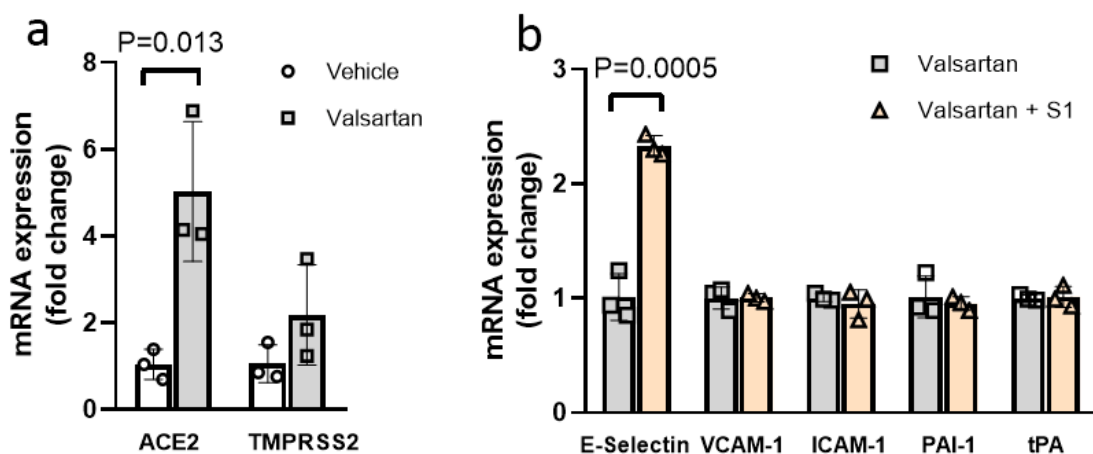 a
P=0.013
Vehicle
Valsartan
mRNA expression
(fold change)
8
6
4
2
0
ACE2 TMPRSS2
b
P=0.0005
Valsartan
Valsartan + S1
mRNA expression
(fold change)
3
2
1
0
E-Selectin VCAM-1 ICAM-1 PAI-1 tPA